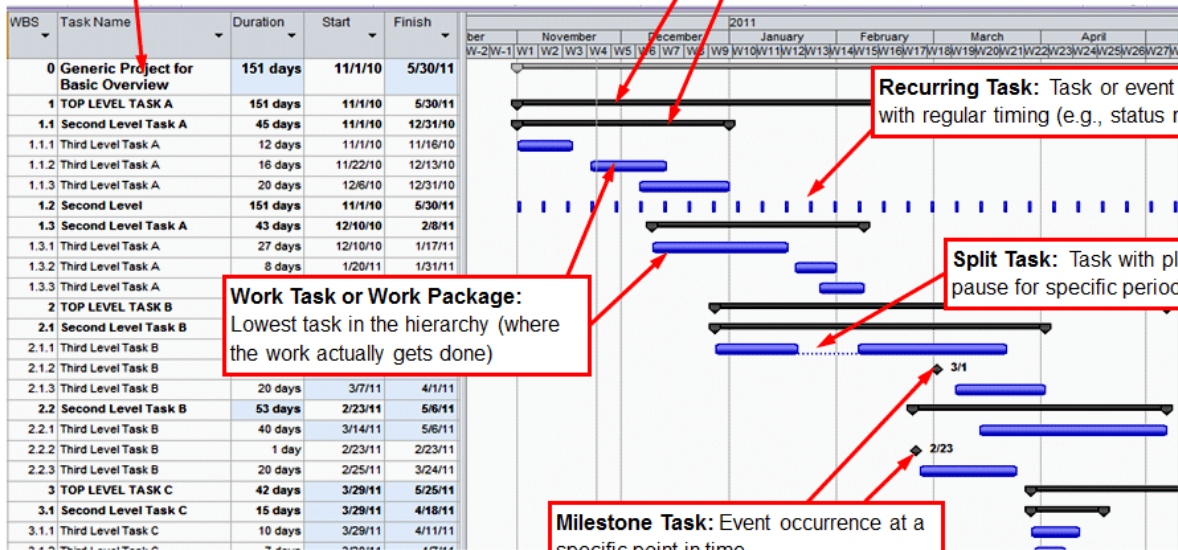 WBS Task Name Duration Start Finish
2011
ber November December January February March April
W-2 W-1 W1 W2 W3 W4 W5 W6 W7 W8 W9 W10 W11 W12 W13 W14 W15 W16 W17 W18 W19 W20 W21 W22 W23 W24 W25 W26 W27
0 Generic Project for 151 days 11/1/10 5/30/11
Basic Overview
1 TOP LEVEL TASK A 151 days 11/1/10 5/30/11
1.1 Second Level Task A 45 days 11/1/10 12/31/10
1.1.1 Third Level Task A 12 days 11/1/10 11/16/10
1.1.2 Third Level Task A 16 days 11/22/10 12/13/10
1.1.3 Third Level Task A 20 days 12/6/10 12/31/10
1.2 Second Level 151 days 11/1/10 5/30/11
1.3 Second Level Task A 43 days 12/10/10 2/8/11
1.3.1 Third Level Task A 27 days 12/10/10 1/17/11
1.3.2 Third Level Task A 8 days 1/20/11 1/31/11
1.3.3 Third Level Task A
2 TOP LEVEL TASK B
2.1 Second Level Task B
2.1.1 Third Level Task B
2.1.2 Third Level Task B
2.1.3 Third Level Task B 20 days 3/7/11 4/1/11
2.2 Second Level Task B 53 days 2/23/11 5/6/11
2.2.1 Third Level Task B 40 days 3/14/11 5/6/11
2.2.2 Third Level Task B 1 day 2/23/11 2/23/11
2.2.3 Third Level Task B 20 days 2/25/11 3/24/11
3 TOP LEVEL TASK C 42 days 3/29/11 5/25/11
3.1 Second Level Task C 15 days 3/29/11 4/18/11
3.1.1 Third Level Task C 10 days 3/29/11 4/11/11
Recurring Task: Task or event
with regular timing (e.g., status
Split Task: Task with
pause for specific
Work Task or Work Package:
Lowest task in the hierarchy (where
the work actually gets done)
3/1
2/23
Milestone Task: Event occurrence at a
specific point in time